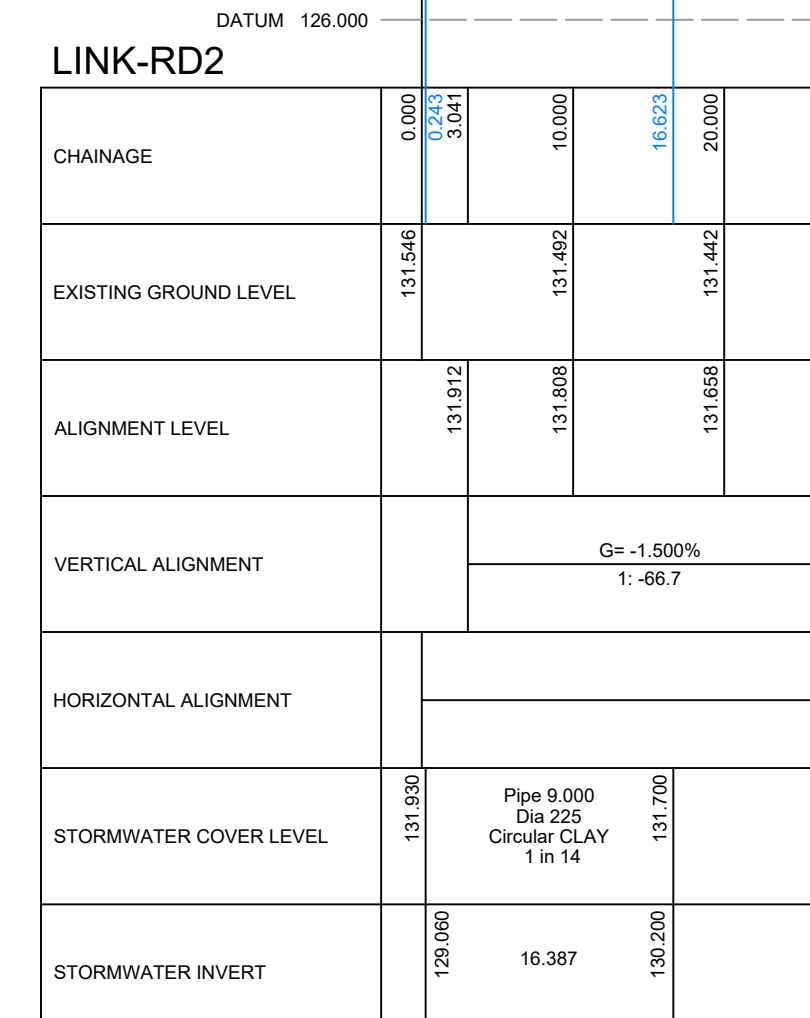 DATUM 126.000
LINK-RD2
CHAINAGE
0.000
0.243
3.041
10.000
16.623
20.000
EXISTING GROUND LEVEL
131.546
131.492
131.442
ALIGNMENT LEVEL
131.912
131.808
131.658
VERTICAL ALIGNMENT
G= -1.500%
1: -66.7
HORIZONTAL ALIGNMENT
STORMWATER COVER LEVEL
131.930
Pipe 9.000
Dia 225
Circular CLAY
1 in 14
131.700
STORMWATER INVERT
129.060
16.387
130.200